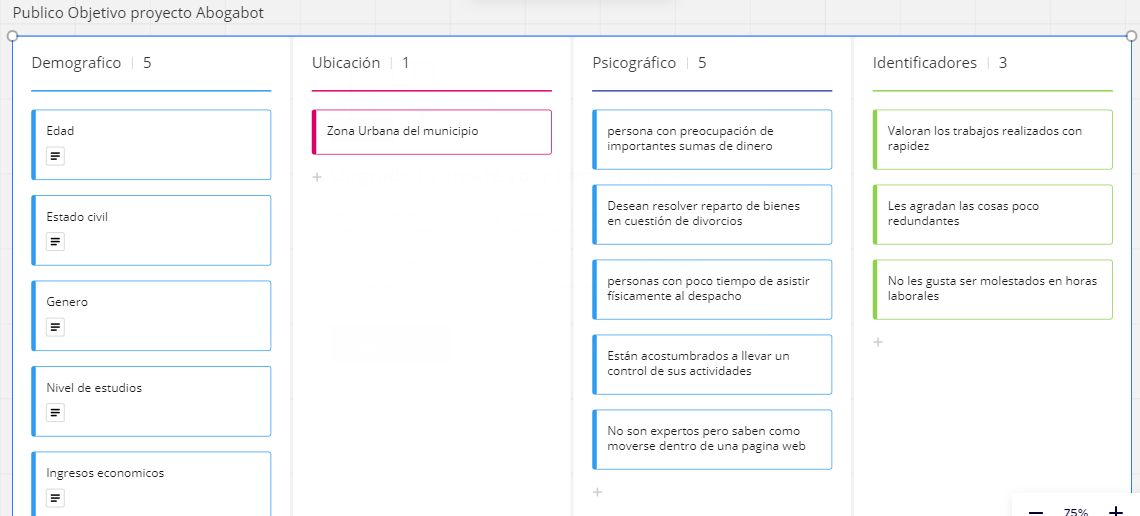 Publico Objetivo proyecto Abogabot
Demografico | 5
Edad
Estado civil
Genero
Nivel de estudios
Ingresos economicos
Ubicación | 1
Zona Urbana del municipio
+
Psicográfico | 5
persona con preocupación de
importantes sumas de dinero
Desean resolver reparto de bienes
en cuestión de divorcios
personas con poco tiempo de asistir
físicamente al despacho
Están acostumbrados a llevar un
control de sus actividades
No son expertos pero saben como
moverse dentro de una pagina web
+
Identificadores | 3
Valoran los trabajos realizados con
rapidez
Les agradan las cosas poco
redundantes
No les gusta ser molestados en horas
laborales
+
— 75% +